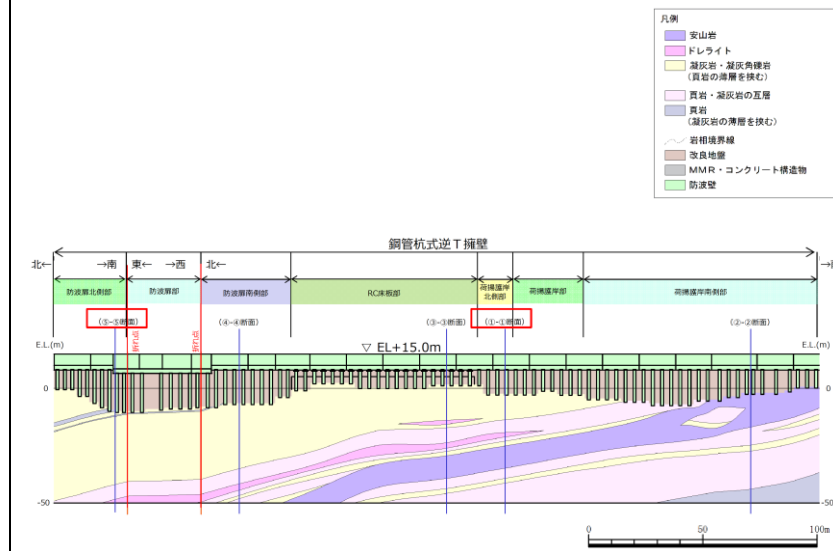 凡例
安山岩
ドレライト
凝灰岩・凝灰角礫岩
(頁岩の薄層を挟む)
頁岩・凝灰岩の互層
頁岩
(凝灰岩の薄層を挟む)
岩相境界線
改良地盤
MMR・コンクリート構造物
防波壁
鋼管杭式逆T擁壁
北← →南 東← →西 北←
防波扉北側部 防波扉部 防波扉南側部 RC床板部 荷揚護岸北側部 荷揚護岸部 荷揚護岸南側部
(⑤-⑤断面) (④-④断面) (③-③断面) (①-①断面) (②-②断面)
折れ点 折れ点
E.L.(m) ▽ EL+15.0m E.L.(m)
0 0
-50 -50
0 50 100m